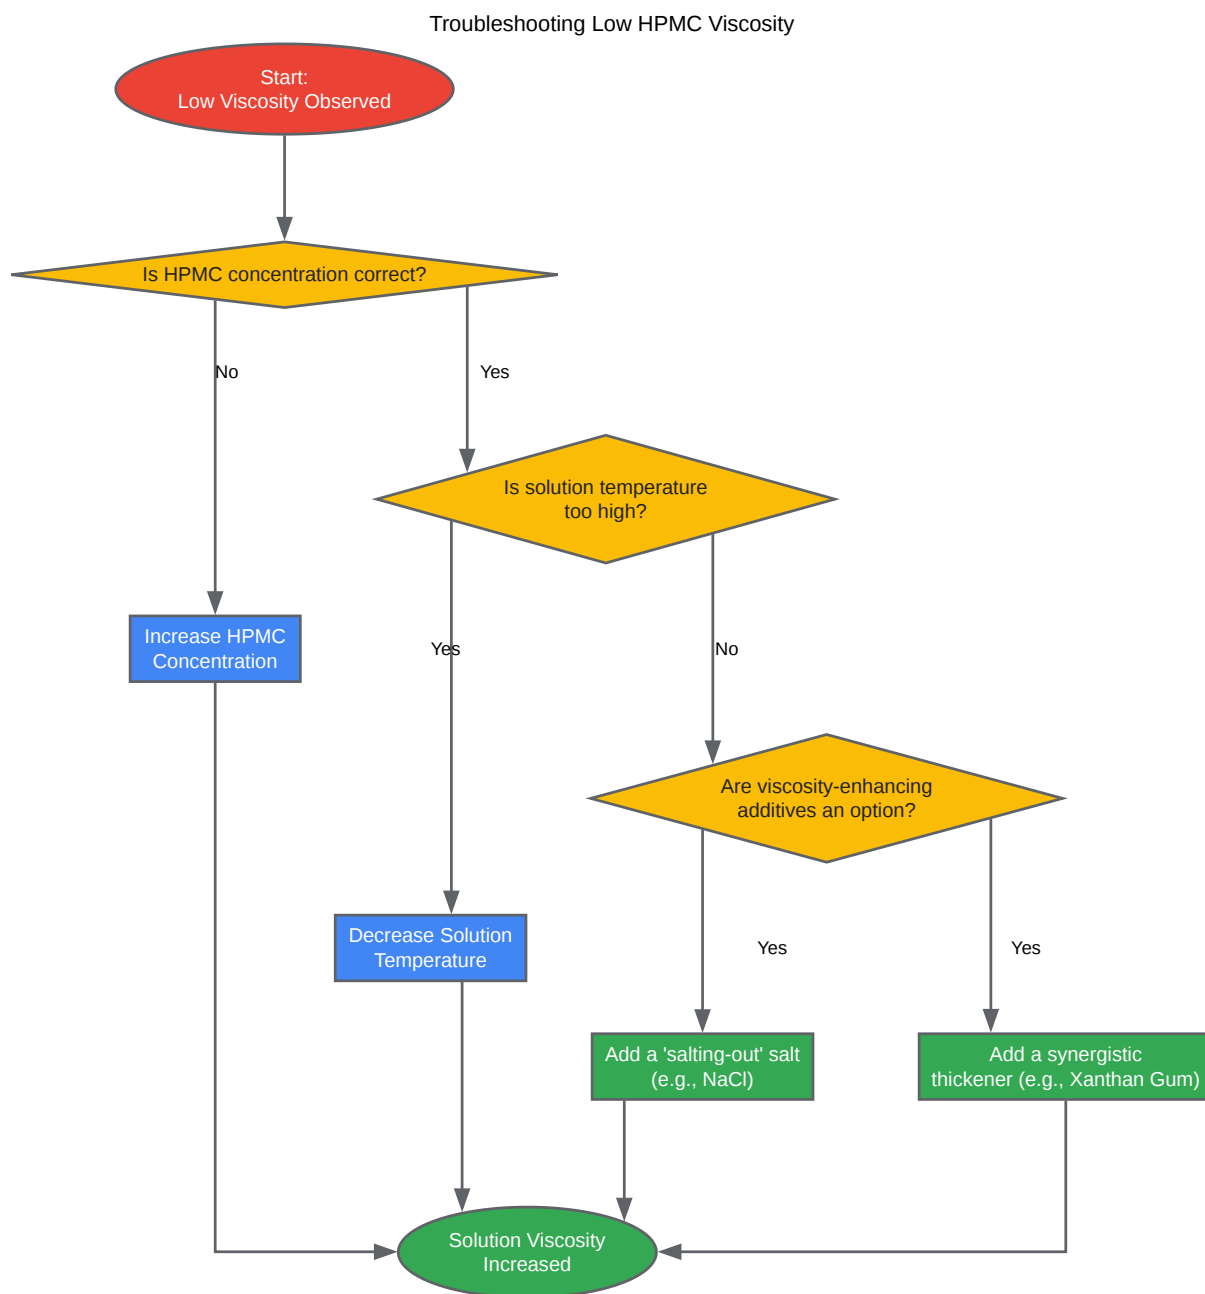 Troubleshooting Low HPMC Viscosity
Start:
Low Viscosity Observed
Is HPMC concentration correct?
No
Yes
Is solution temperature
too high?
Increase HPMC
Concentration
Yes
No
Are viscosity-enhancing
additives an option?
Decrease Solution
Temperature
Yes
Yes
Add a 'salting-out' salt
(e.g., NaCl)
Add a synergistic
thickener (e.g., Xanthan Gum)
Solution Viscosity
Increased